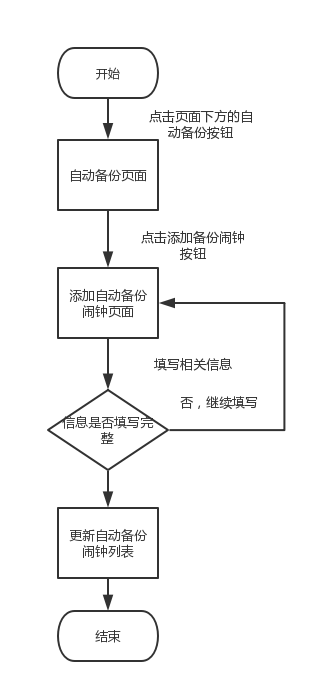 开始
点击页面下方的自
动备份按钮
自动备份页面
点击添加备份闹钟
按钮
添加自动备份
闹钟页面
填写相关信息
否，继续填写
信息是否填写完
整
更新自动备份
闹钟列表
结束